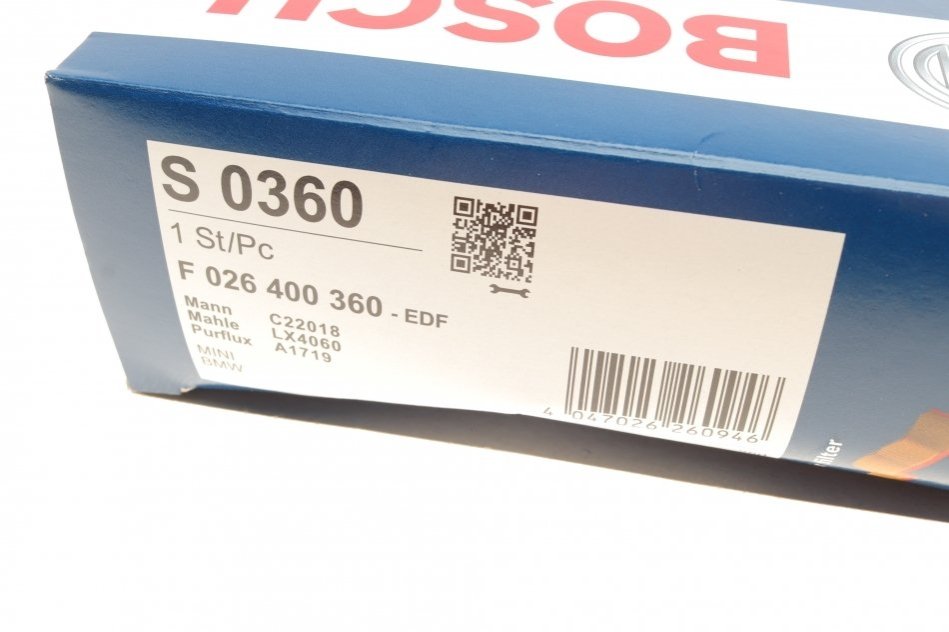 BOSCH
S 0360
1 St/Pc
F 026 400 360 - EDF
Mann C22018
Mahle LX4060
Purflux A1719
MINI
BMW
4 047026 260946
filter